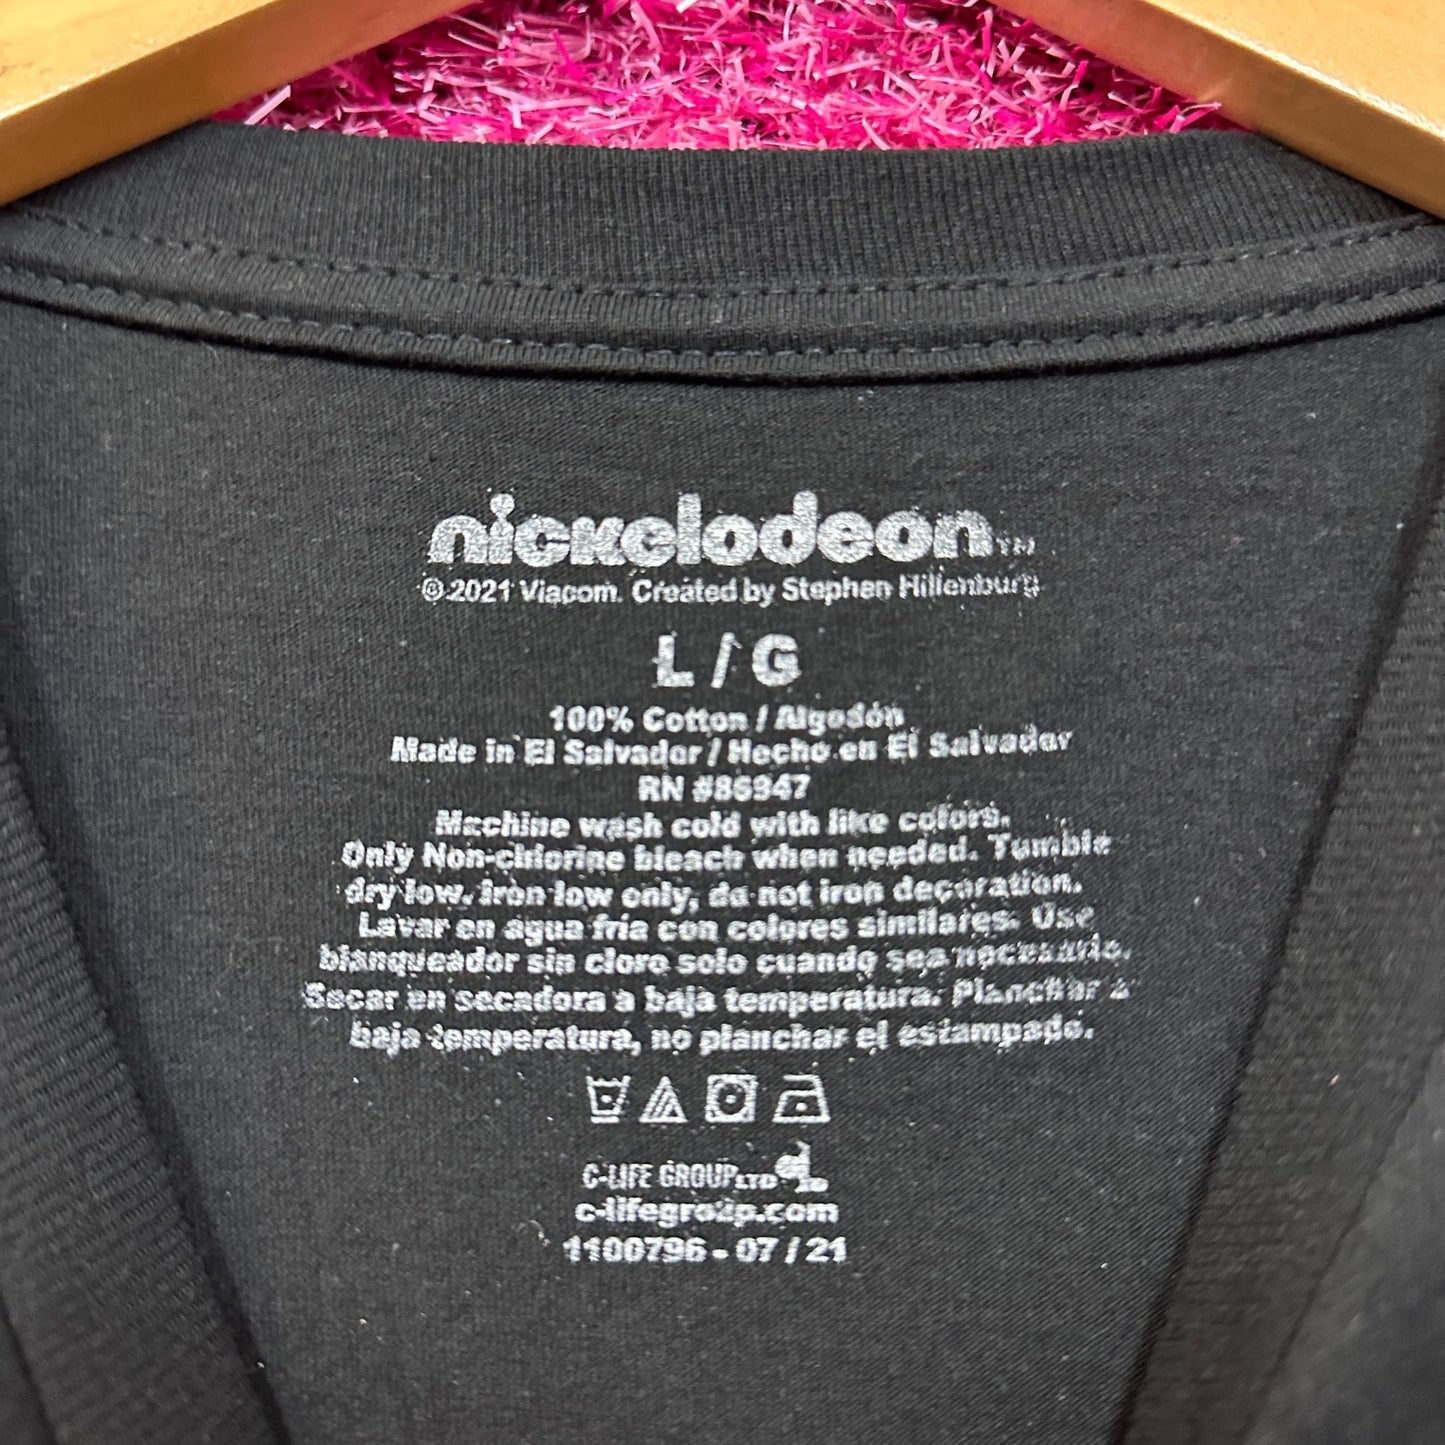 nickelodeon™
© 2021 Viacom. Created by Stephen Hillenburg
L / G
100% Cotton / Algodón
Made in El Salvador / Hecho en El Salvador
RN #86947
Machine wash cold with like colors.
Only Non-chlorine bleach when needed. Tumble
dry low. Iron low only, do not iron decoration.
Lavar en agua fría con colores similares. Use
blanqueador sin cloro solo cuando sea necesario.
Secar en secadora a baja temperatura. Planchar a
baja temperatura, no planchar el estampado.
C-LIFE GROUP LTD
c-lifegroup.com
1100796 - 07 / 21